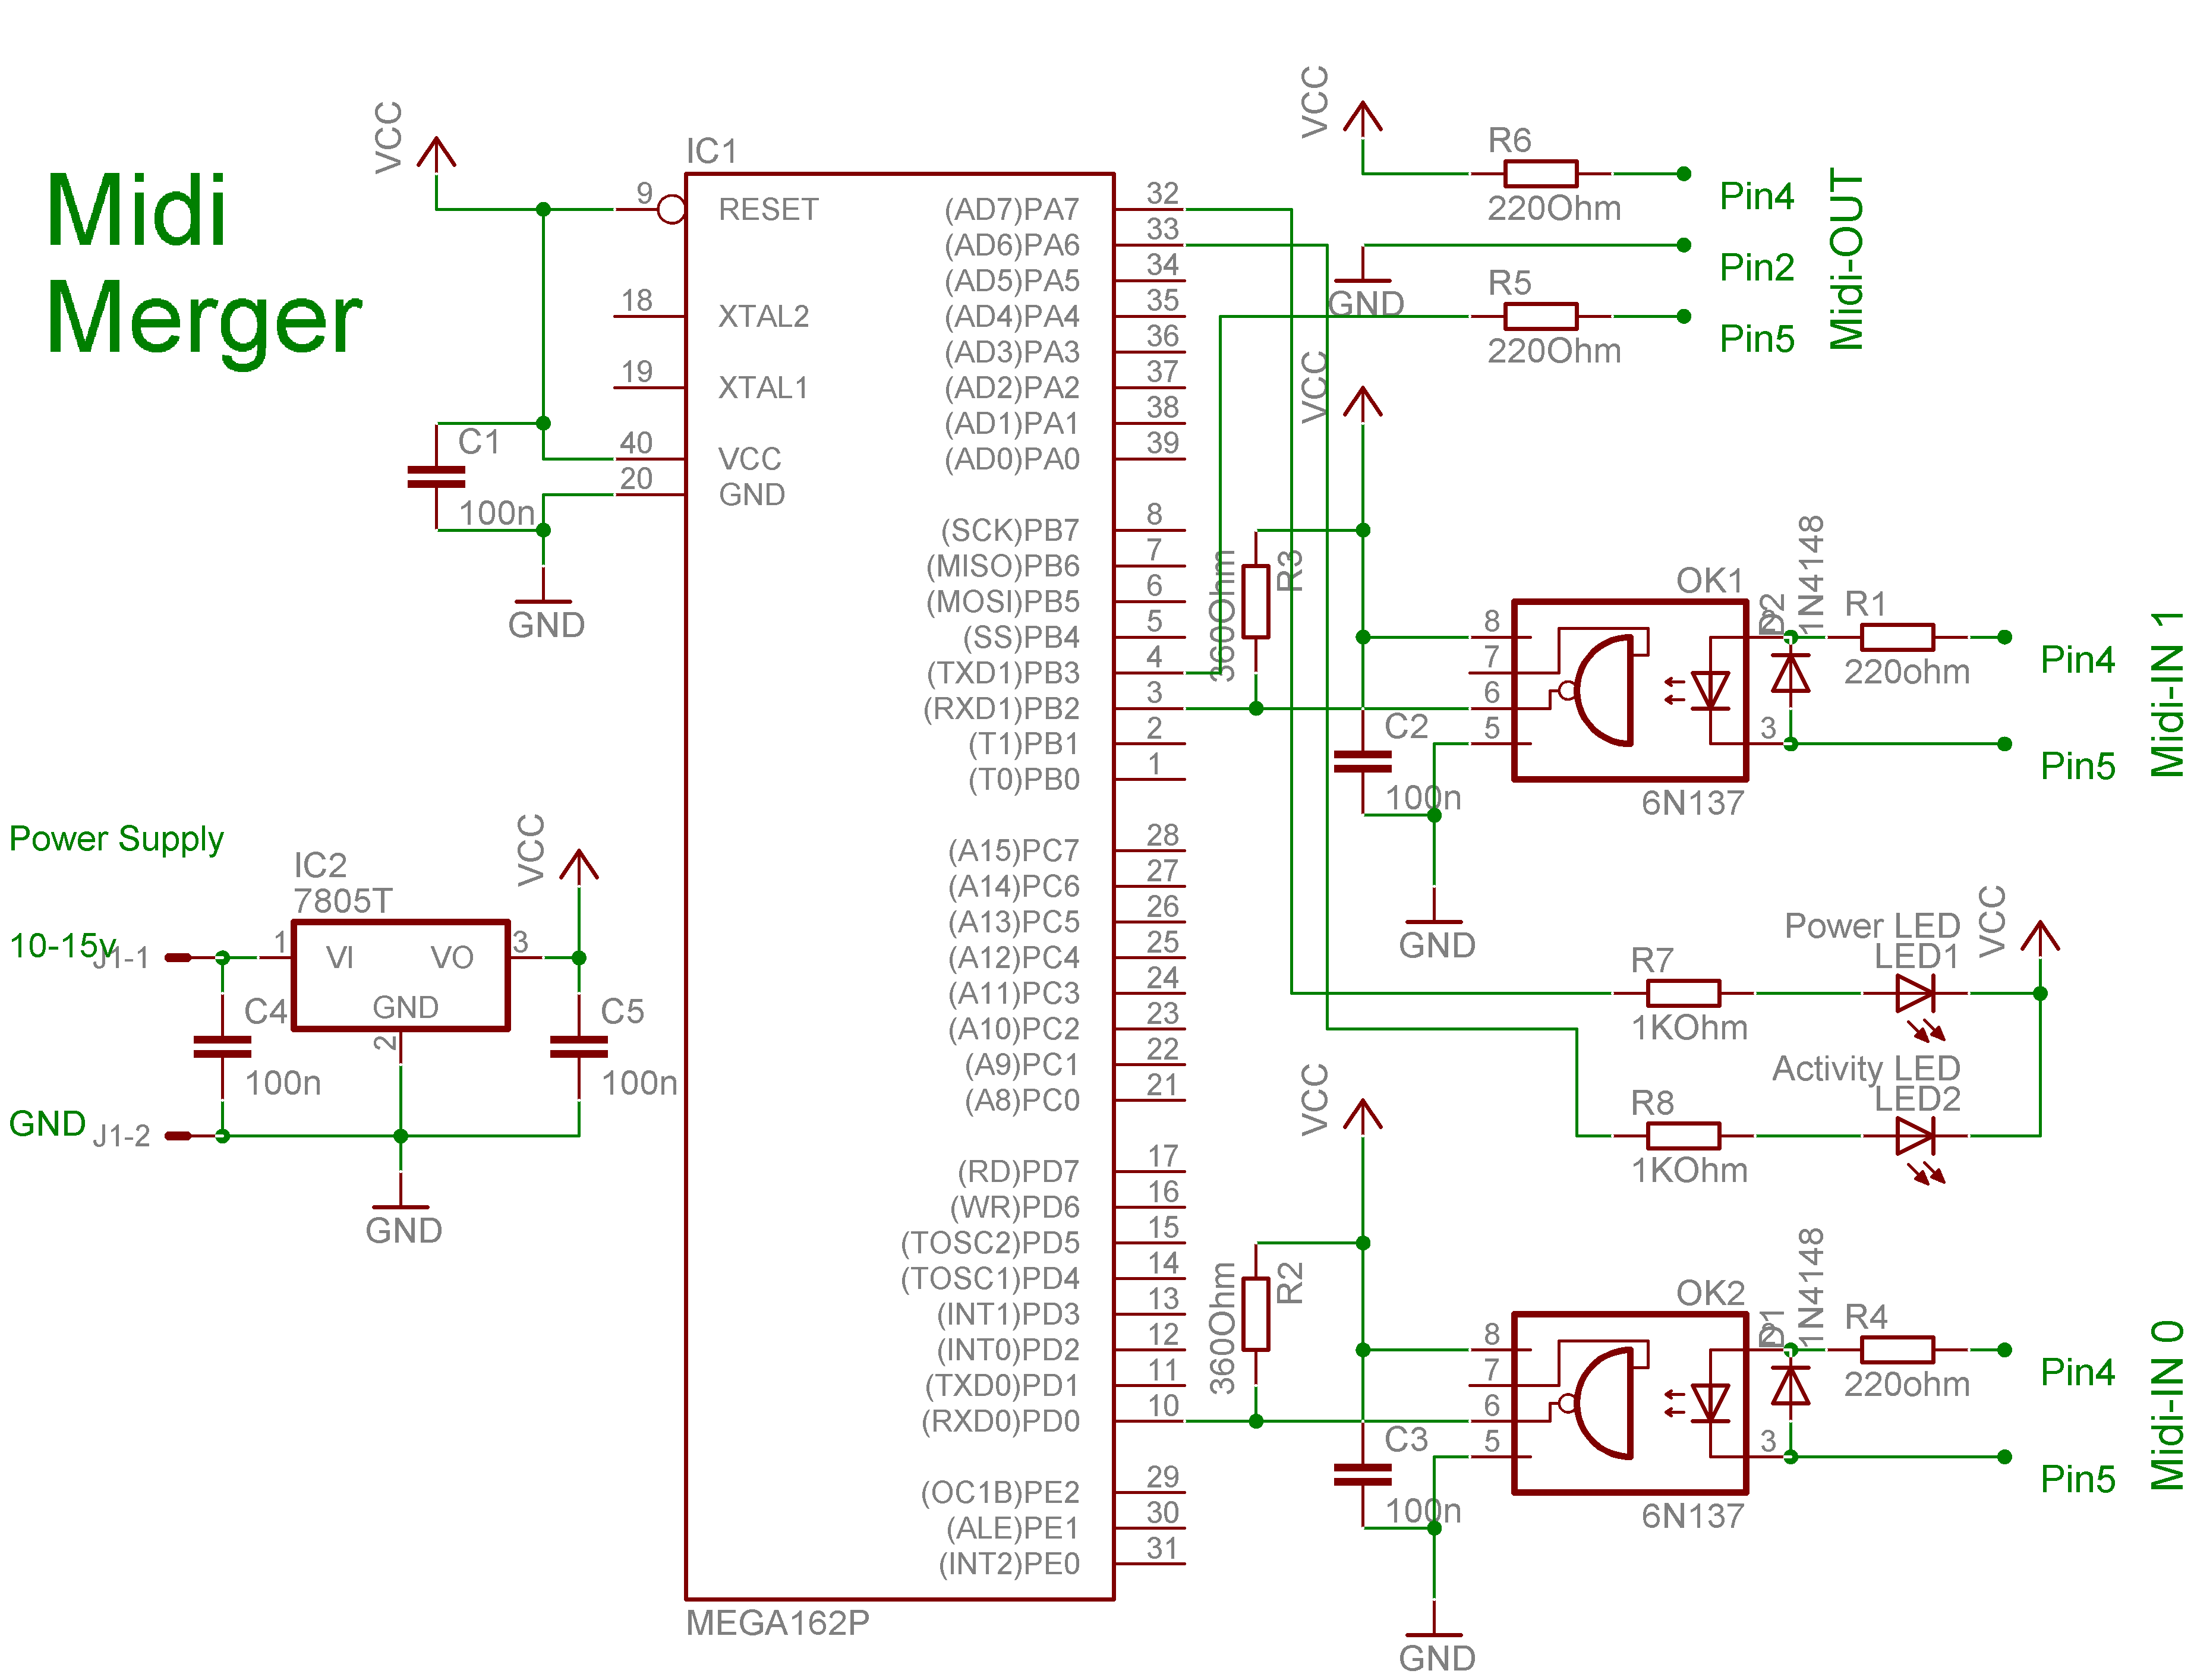 Midi
Merger
VCC
IC1
9
RESET
18
XTAL2
19
XTAL1
40
VCC
20
GND
C1
100n
GND
(AD7)PA7
32
(AD6)PA6
33
(AD5)PA5
34
(AD4)PA4
35
(AD3)PA3
36
(AD2)PA2
37
(AD1)PA1
38
(AD0)PA0
39
(SCK)PB7
8
(MISO)PB6
7
(MOSI)PB5
6
(SS)PB4
5
(TXD1)PB3
4
(RXD1)PB2
3
(T1)PB1
2
(T0)PB0
1
(A15)PC7
28
(A14)PC6
27
(A13)PC5
26
(A12)PC4
25
(A11)PC3
24
(A10)PC2
23
(A9)PC1
22
(A8)PC0
21
(RD)PD7
17
(WR)PD6
16
(TOSC2)PD5
15
(TOSC1)PD4
14
(INT1)PD3
13
(INT0)PD2
12
(TXD0)PD1
11
(RXD0)PD0
10
(OC1B)PE2
29
(ALE)PE1
30
(INT2)PE0
31
MEGA162P
Power Supply
IC2
7805T
VCC
10-15v
J1-1
1
VI
VO
3
GND
2
C4
100n
C5
100n
GND
J1-2
GND
VCC
R6
220Ohm
Pin4
GND
Pin2
R5
220Ohm
Pin5
Midi-OUT
VCC
R3
360Ohm
C2
100n
GND
OK1
8
7
6
5
2
3
6N137
D2
1N4148
R1
220ohm
Pin4
Pin5
Midi-IN 1
Power LED
LED1
VCC
R7
1KOhm
Activity LED
LED2
R8
1KOhm
VCC
R2
360Ohm
C3
100n
GND
OK2
8
7
6
5
2
3
6N137
D1
1N4148
R4
220ohm
Pin4
Pin5
Midi-IN 0